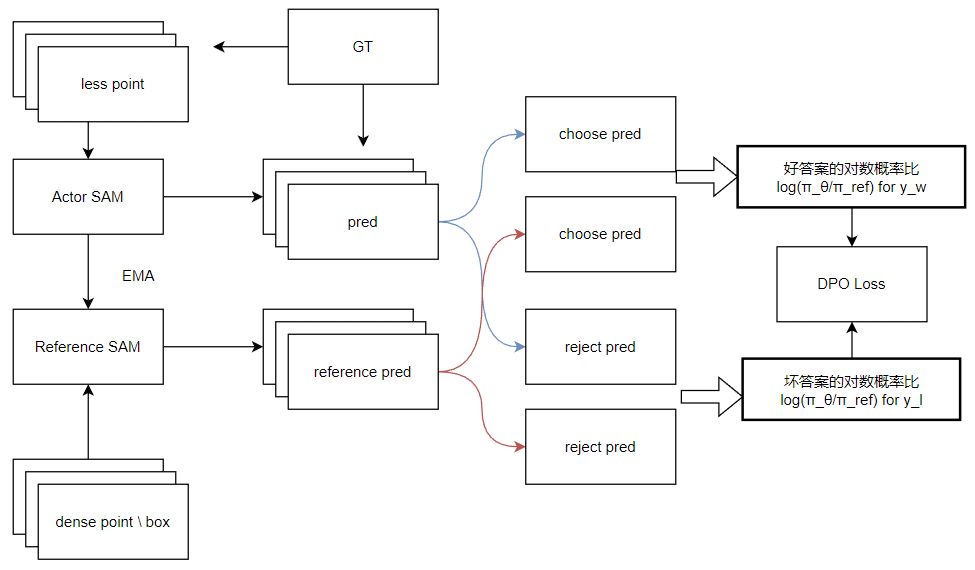 GT
less point
choose pred
好答案的对数概率比
log(π_θ/π_ref) for y_w
Actor SAM
pred
choose pred
EMA
DPO Loss
Reference SAM
reference pred
reject pred
坏答案的对数概率比
log(π_θ/π_ref) for y_l
reject pred
dense point \ box